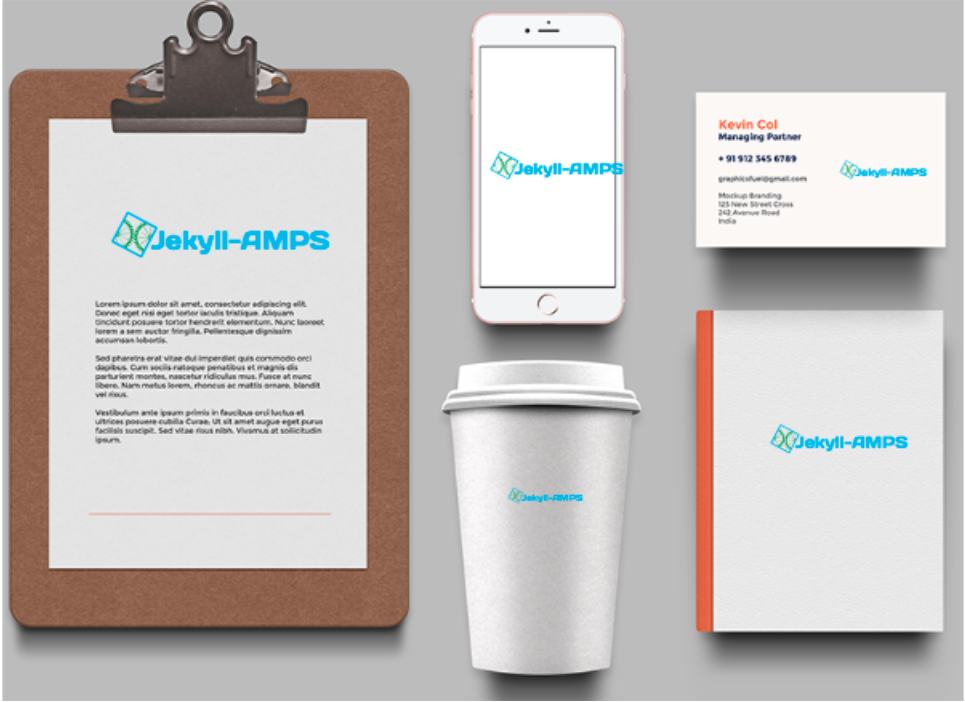 Jekyll-AMPS
Lorem ipsum dolor sit amet, consectetur adipiscing elit.
Donec eget nisi eget tortor iaculis tristique. Aliquam
tincidunt posuere tortor hendrerit elementum. Nunc laoreet
lorem a sem auctor fringilla. Pellentesque dignissim
accumsan lobortis.
Sed pharetra erat vitae dui imperdiet quis commodo orci
dapibus. Cum sociis natoque penatibus et magnis dis
parturient montes, nascetur ridiculus mus. Fusce at nunc
libero. Nam metus lorem, rhoncus ac mattis ornare, blandit
vel risus.
Vestibulum ante ipsum primis in faucibus orci luctus et
ultrices posuere cubilia Curae; Ut sit amet augue eget purus
facilisis suscipit. Sed vitae risus nibh. Vivamus at sollicitudin
ipsum.
Jekyll-AMPS
Kevin Col
Managing Partner
+ 91 912 345 6789
graphicsfuel@gmail.com
Mockup Branding
123 New Street Cross
242 Avenue Road
India
Jekyll-AMPS
Jekyll-AMPS
Jekyll-AMPS